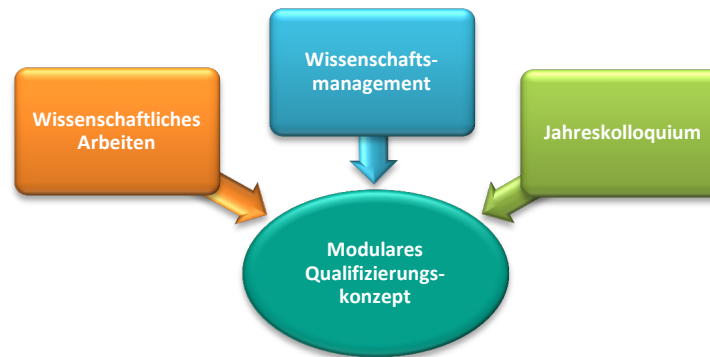 Wissenschaftliches
Arbeiten
Wissenschafts-
management
Jahreskolloquium
Modulares
Qualifizierungs-
konzept